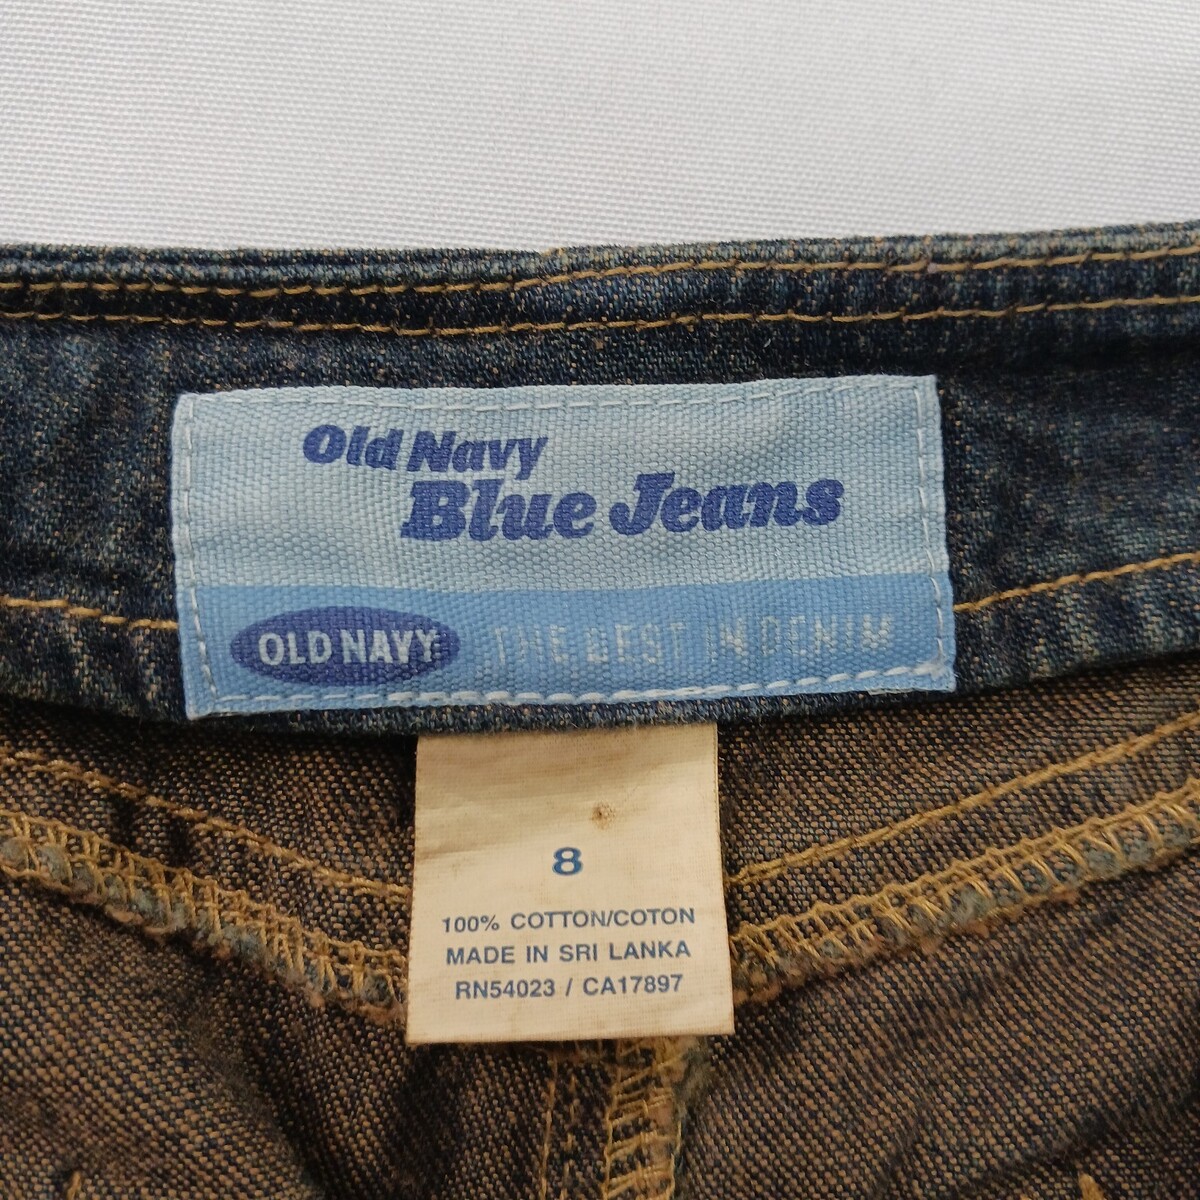 Old Navy
Blue Jeans
OLD NAVY THE BEST IN DENIM
8
100% COTTON/COTON
MADE IN SRI LANKA
RN54023 / CA17897